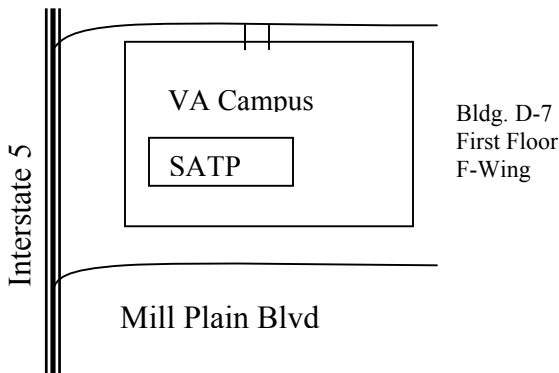 VA Campus
SATP
Bldg. D-7
First Floor
F-Wing
Interstate 5
Mill Plain Blvd